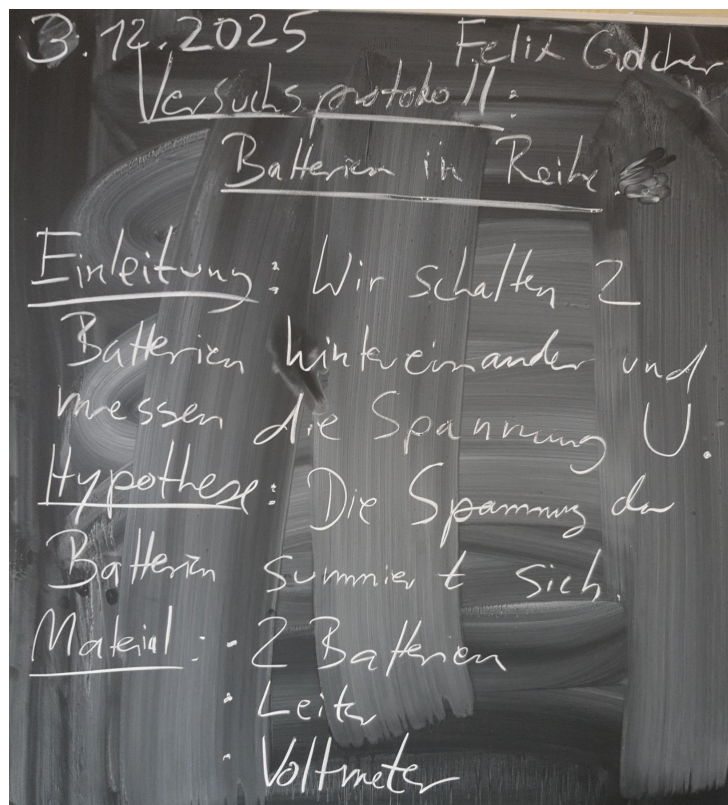 3.12.2025 Felix Golcher
Versuchsprotokoll:
Batterien in Reihe
Einleitung: Wir schalten 2
Batterien hintereinander und
messen die Spannung U.
Hypothese: Die Spannung der
Batterien summiert sich.
Material: - 2 Batterien
- Leiter
- Voltmeter